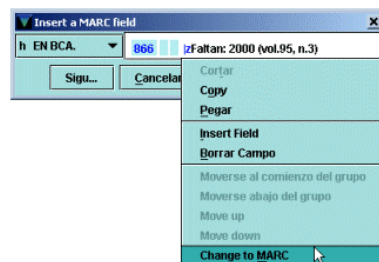 Insert a MARC field
h EN BCA. 866 |zFaltan: 2000 (vol.95, n.3)
Sigu... Cancelar
Cortar
Copy
Pegar
Insert Field
Borrar Campo
Moverse al comienzo del grupo
Moverse abajo del grupo
Move up
Move down
Change to MARC